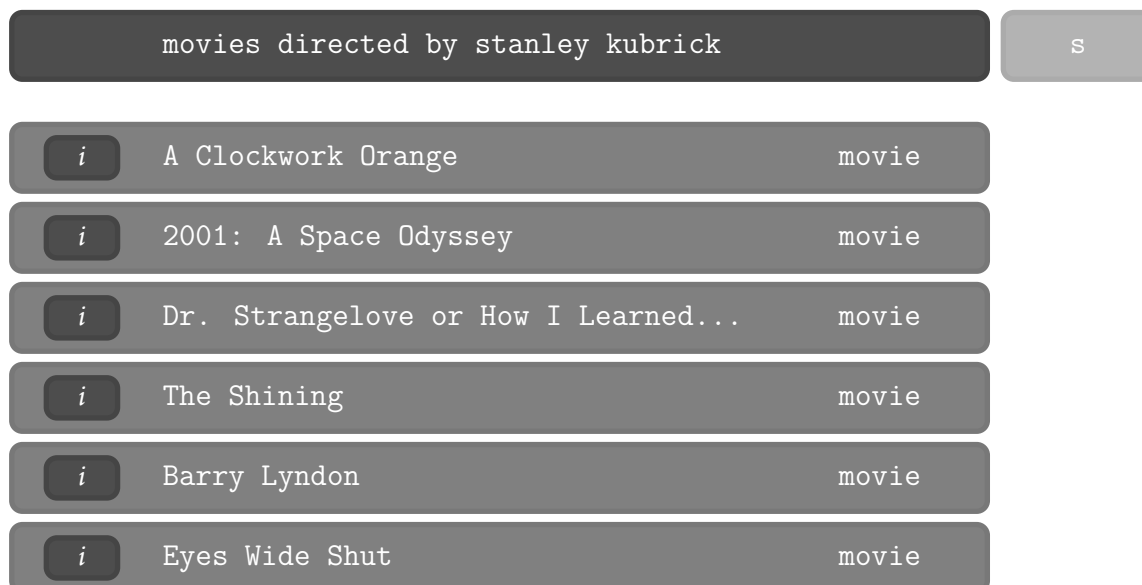 movies directed by stanley kubrick s
i A Clockwork Orange movie
i 2001: A Space Odyssey movie
i Dr. Strangelove or How I Learned... movie
i The Shining movie
i Barry Lyndon movie
i Eyes Wide Shut movie